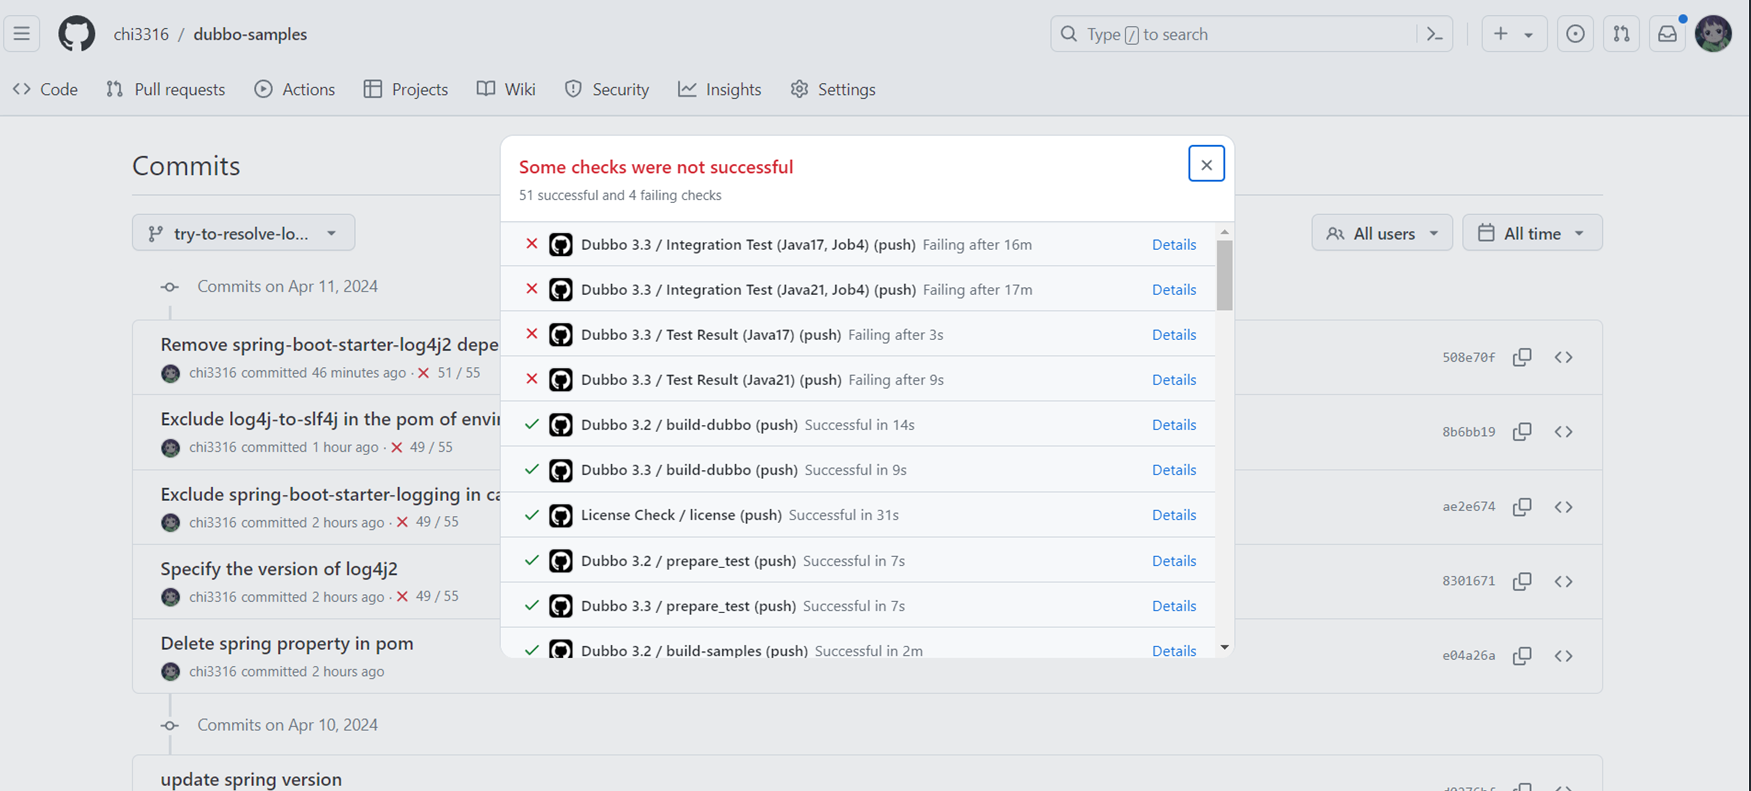 chi3316 / dubbo-samples
Type / to search
Code
Pull requests
Actions
Projects
Wiki
Security
Insights
Settings
Commits
try-to-resolve-lo...
All users
All time
Some checks were not successful
51 successful and 4 failing checks
Dubbo 3.3 / Integration Test (Java17, Job4) (push) Failing after 16m Details
Dubbo 3.3 / Integration Test (Java21, Job4) (push) Failing after 17m Details
Dubbo 3.3 / Test Result (Java17) (push) Failing after 3s Details
Dubbo 3.3 / Test Result (Java21) (push) Failing after 9s Details
Dubbo 3.2 / build-dubbo (push) Successful in 14s Details
Dubbo 3.3 / build-dubbo (push) Successful in 9s Details
License Check / license (push) Successful in 31s Details
Dubbo 3.2 / prepare_test (push) Successful in 7s Details
Dubbo 3.3 / prepare_test (push) Successful in 7s Details
Dubbo 3.2 / build-samples (push) Successful in 2m Details
Commits on Apr 11, 2024
Remove spring-boot-starter-log4j2 depe
chi3316 committed 46 minutes ago · 51 / 55
508e70f
Exclude log4j-to-slf4j in the pom of envi
chi3316 committed 1 hour ago · 49 / 55
8b6bb19
Exclude spring-boot-starter-logging in ca
chi3316 committed 2 hours ago · 49 / 55
ae2e674
Specify the version of log4j2
chi3316 committed 2 hours ago · 49 / 55
8301671
Delete spring property in pom
chi3316 committed 2 hours ago
e04a26a
Commits on Apr 10, 2024
update spring version